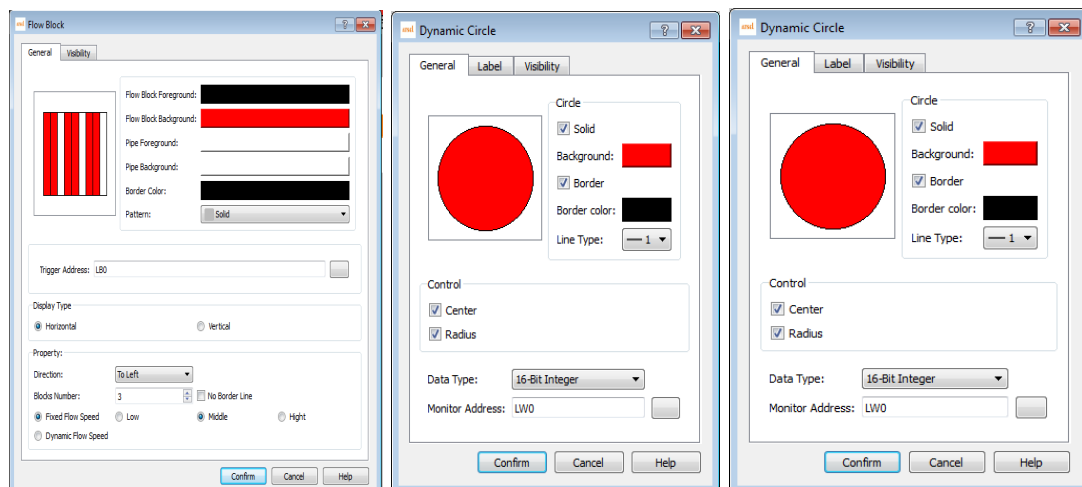 Flow Block
General Visibility
Flow Block Foreground:
Flow Block Background:
Pipe Foreground:
Pipe Background:
Border Color:
Pattern: Solid
Trigger Address: LB0
Display Type
Horizontal Vertical
Property:
Direction: To Left
Blocks Number: 3 No Border Line
Fixed Flow Speed Low Middle Hight
Dynamic Flow Speed
Confirm Cancel Help
Dynamic Circle
General Label Visibility
Circle
Solid
Background:
Border
Border color:
Line Type: 1
Control
Center
Radius
Data Type: 16-Bit Integer
Monitor Address: LW0
Confirm Cancel Help
Dynamic Circle
General Label Visibility
Circle
Solid
Background:
Border
Border color:
Line Type: 1
Control
Center
Radius
Data Type: 16-Bit Integer
Monitor Address: LW0
Confirm Cancel Help